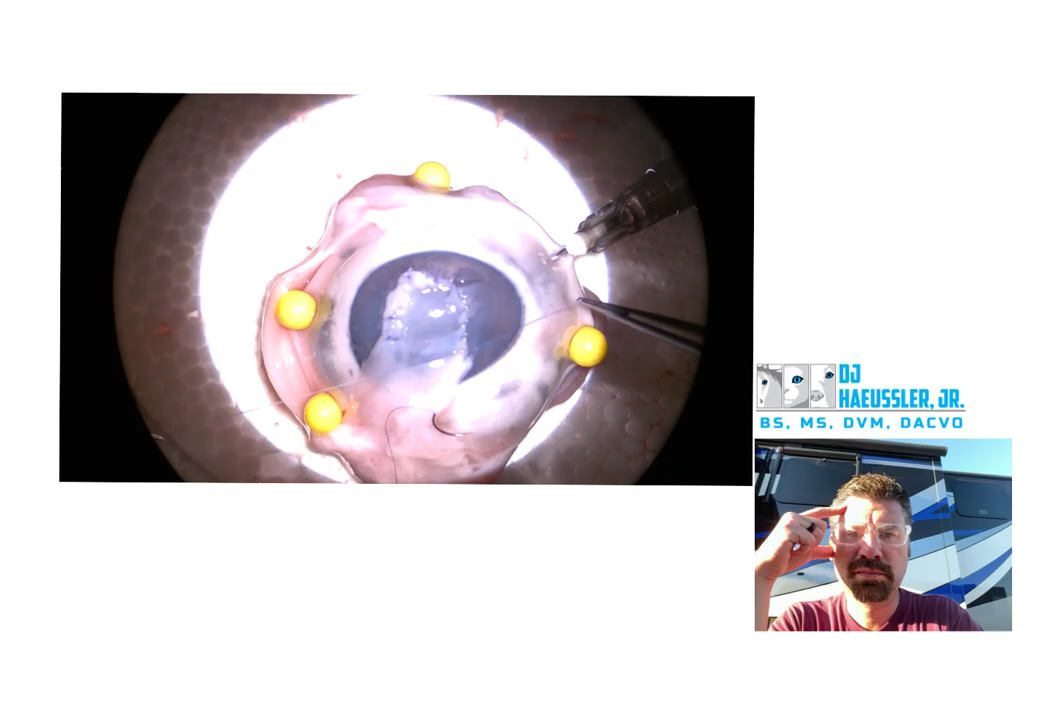 DJ
HAEUSSLER, JR.
BS, MS, DVM, DACVO